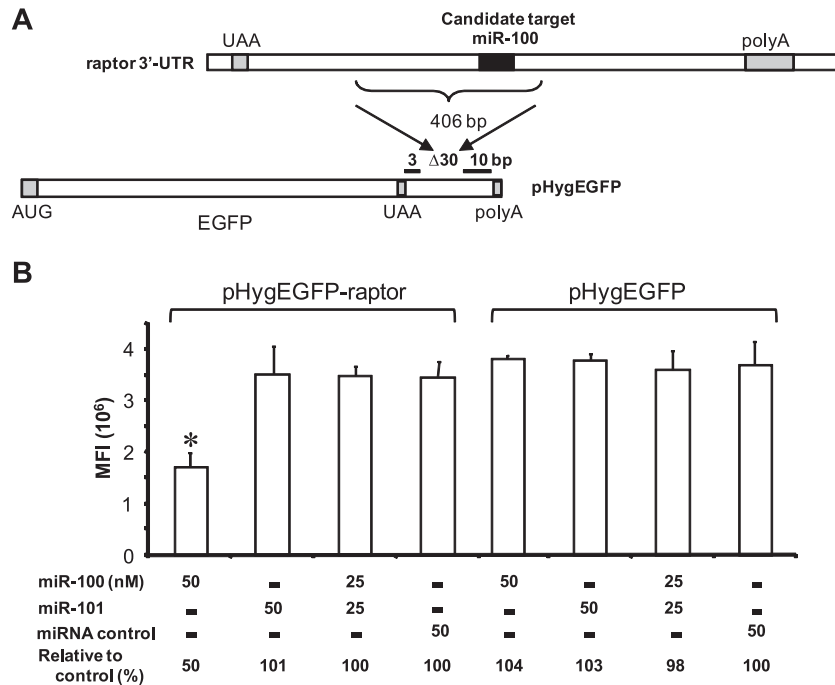 A
Candidate target
UAA miR-100 polyA
raptor 3'-UTR
406 bp
3 Δ30 10 bp
pHygEGFP
AUG EGFP UAA polyA
B
pHygEGFP-raptor pHygEGFP
4
3
2
1
0
MFI (10⁶)
*
miR-100 (nM) 50 - 25 - 50 - 25 -
miR-101 - 50 25 - - 50 25 -
miRNA control - - - 50 - - - 50
Relative to
control (%) 50 101 100 100 104 103 98 100